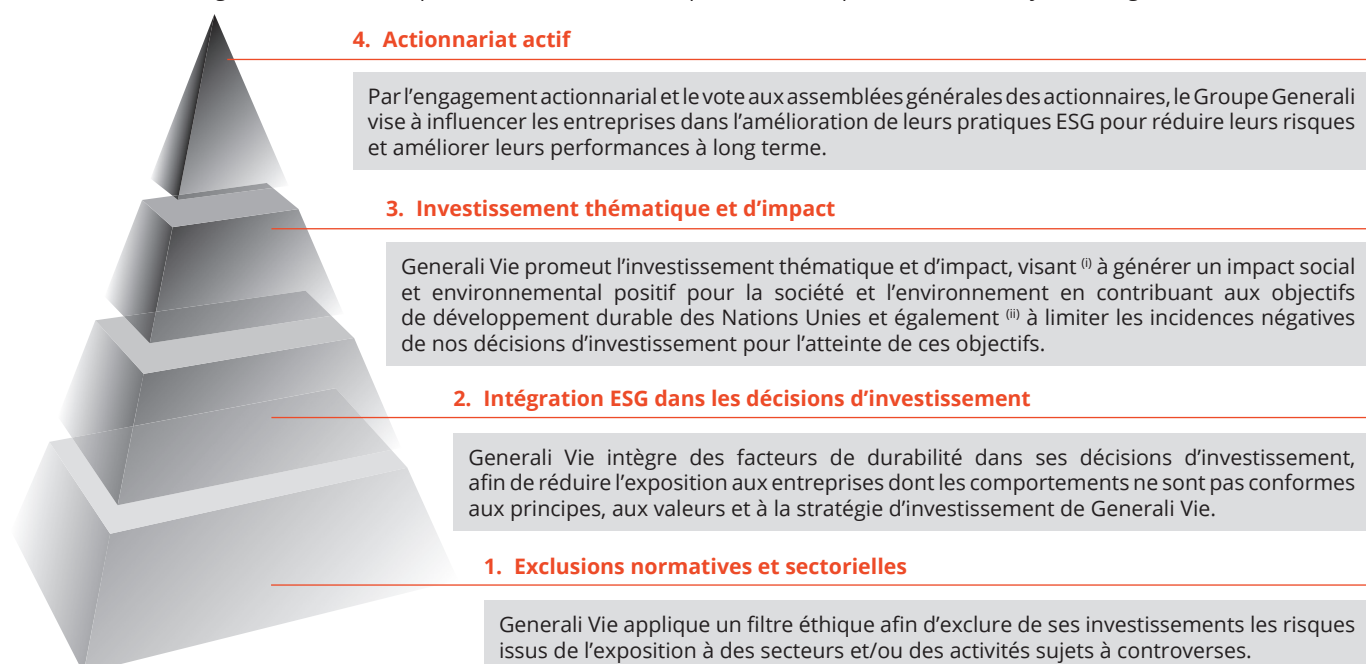 4. Actionnariat actif
Par l’engagement actionnarial et le vote aux assemblées générales des actionnaires, le Groupe Generali
vise à influencer les entreprises dans l’amélioration de leurs pratiques ESG pour réduire leurs risques
et améliorer leurs performances à long terme.
3. Investissement thématique et d’impact
Generali Vie promeut l’investissement thématique et d’impact, visant (i) à générer un impact social
et environnemental positif pour la société et l’environnement en contribuant aux objectifs
de développement durable des Nations Unies et également (ii) à limiter les incidences négatives
de nos décisions d’investissement pour l’atteinte de ces objectifs.
2. Intégration ESG dans les décisions d’investissement
Generali Vie intègre des facteurs de durabilité dans ses décisions d’investissement,
afin de réduire l’exposition aux entreprises dont les comportements ne sont pas conformes
aux principes, aux valeurs et à la stratégie d’investissement de Generali Vie.
1. Exclusions normatives et sectorielles
Generali Vie applique un filtre éthique afin d’exclure de ses investissements les risques
issus de l’exposition à des secteurs et/ou des activités sujets à controverses.